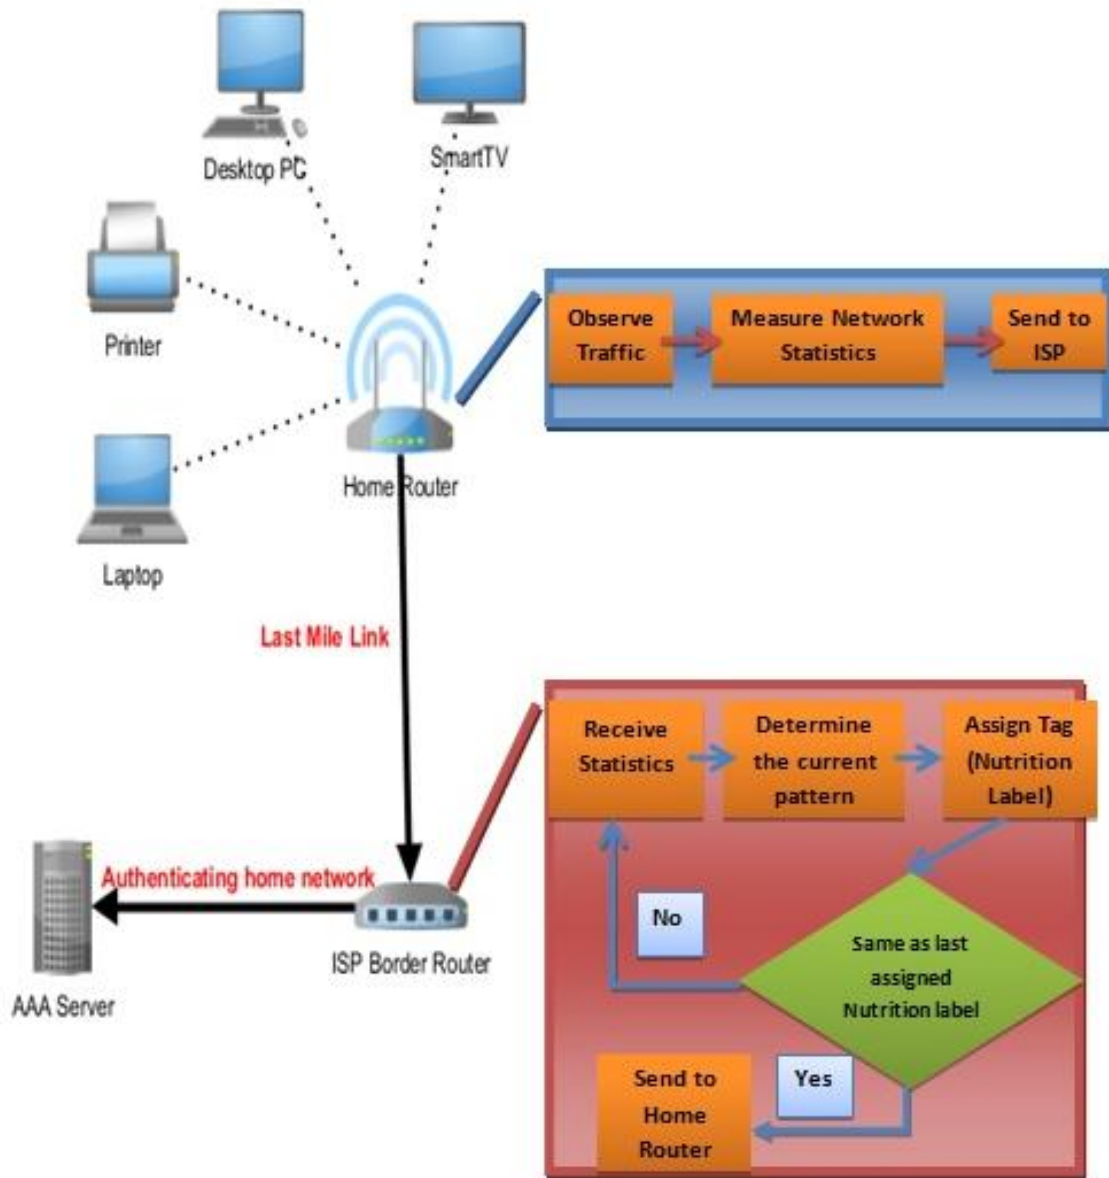 Desktop PC
SmartTV
Printer
Observe
Traffic
Measure Network
Statistics
Send to
ISP
Home Router
Laptop
Last Mile Link
Receive
Statistics
Determine
the current
pattern
Assign Tag
(Nutrition
Label)
Authenticating home network
No
Same as last
assigned
Nutrition label
ISP Border Router
AAA Server
Yes
Send to
Home
Router